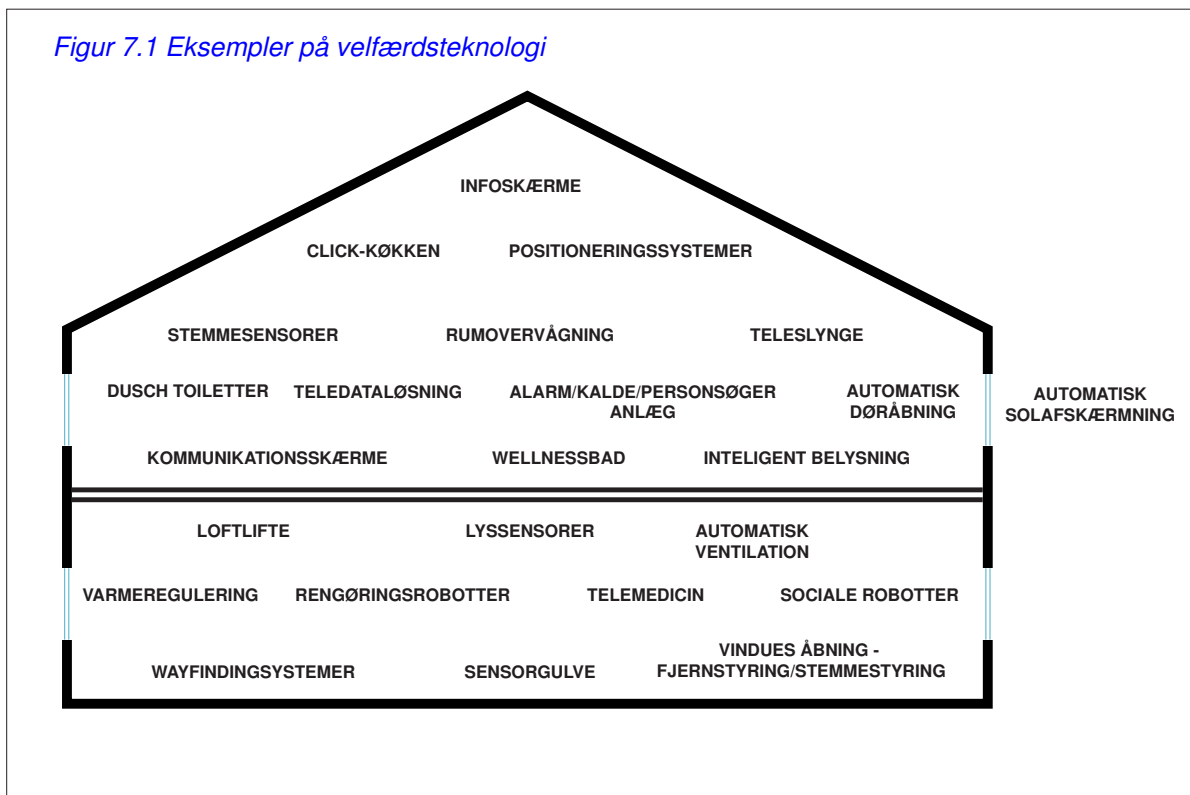 Figur 7.1 Eksempler på velfærdsteknologi
INFOSKÆRME
CLICK-KØKKEN
POSITIONERINGSSYSTEMER
STEMMESENSORER
RUMOVERVÅGNING
TELESLYNGE
DUSCH TOILETTER
TELEDATALØSNING
ALARM/KALDE/PERSONSØGER
ANLÆG
AUTOMATISK
DØRÅBNING
AUTOMATISK
SOLAFSKÆRMNING
KOMMUNIKATIONSSKÆRME
WELLNESSBAD
INTELIGENT BELYSNING
LOFTLIFTE
LYSSENSORER
AUTOMATISK
VENTILATION
VARMEREGULERING
RENGØRINGSROBOTTER
TELEMEDICIN
SOCIALE ROBOTTER
WAYFINDINGSYSTEMER
SENSORGULVE
VINDUES ÅBNING -
FJERNSTYRING/STEMMESTYRING